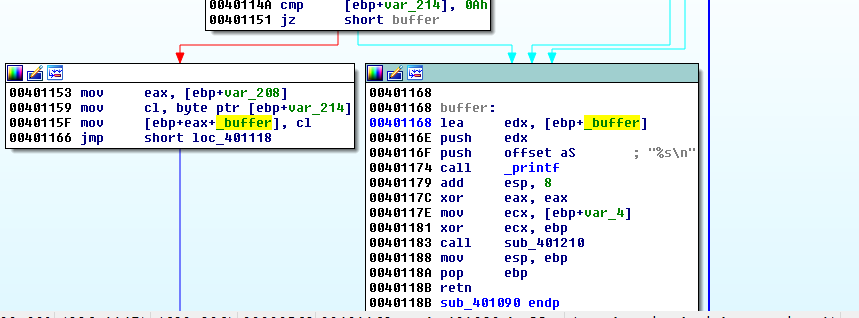 0040114A cmp [ebp+var_214], 0Ah
00401151 jz short buffer
00401153 mov eax, [ebp+var_208]
00401159 mov cl, byte ptr [ebp+var_214]
0040115F mov [ebp+eax+_buffer], cl
00401166 jmp short loc_401118
00401168
00401168 buffer:
00401168 lea edx, [ebp+_buffer]
0040116E push edx
0040116F push offset aS ; "%s\n"
00401174 call _printf
00401179 add esp, 8
0040117C xor eax, eax
0040117E mov ecx, [ebp+var_4]
00401181 xor ecx, ebp
00401183 call sub_401210
00401188 mov esp, ebp
0040118A pop ebp
0040118B retn
0040118B sub_401090 endp